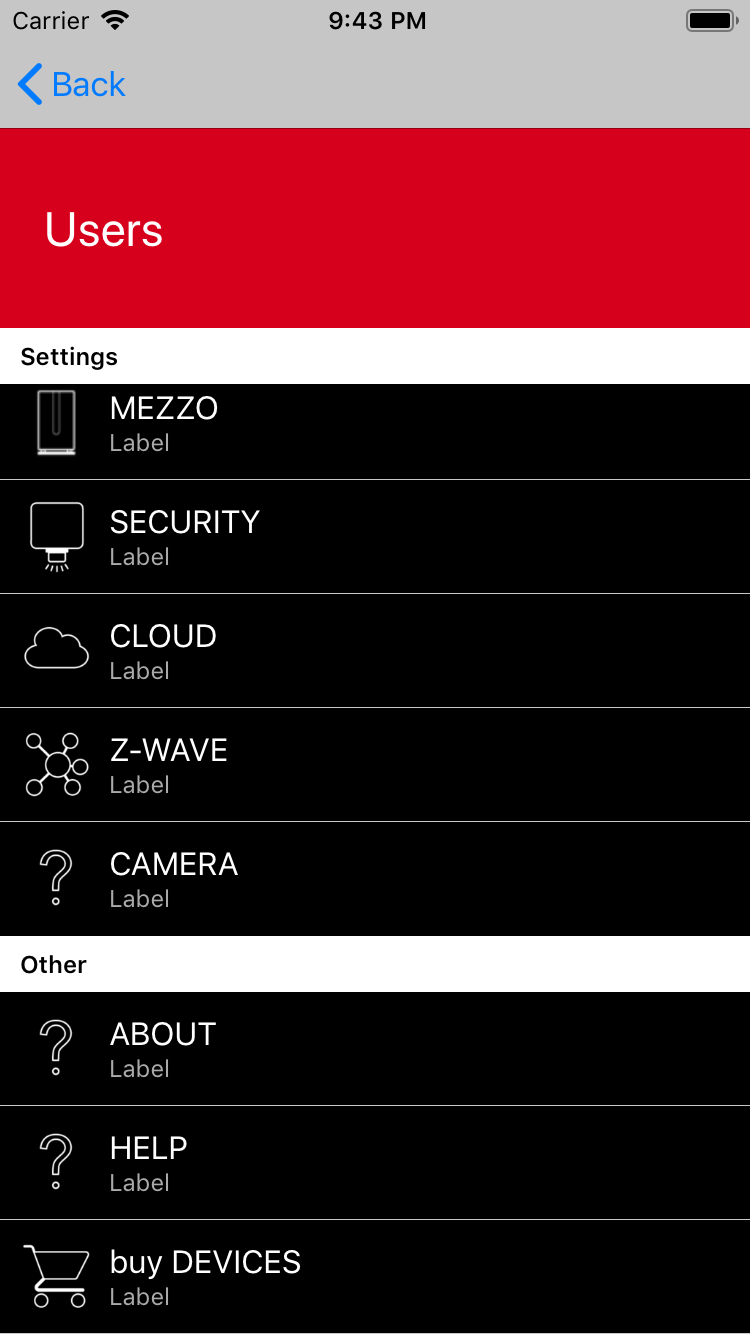 Carrier 9:43 PM
Back
Users
Settings
MEZZO
Label
SECURITY
Label
CLOUD
Label
Z-WAVE
Label
CAMERA
Label
Other
ABOUT
Label
HELP
Label
buy DEVICES
Label